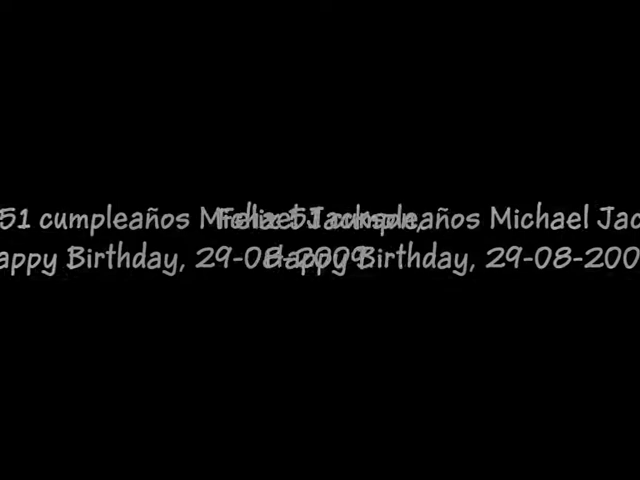 51 cumpleaños Michael Jackson, Feliz 51 cumpleaños Michael Jac
appy Birthday, 29-08-2009 Happy Birthday, 29-08-200